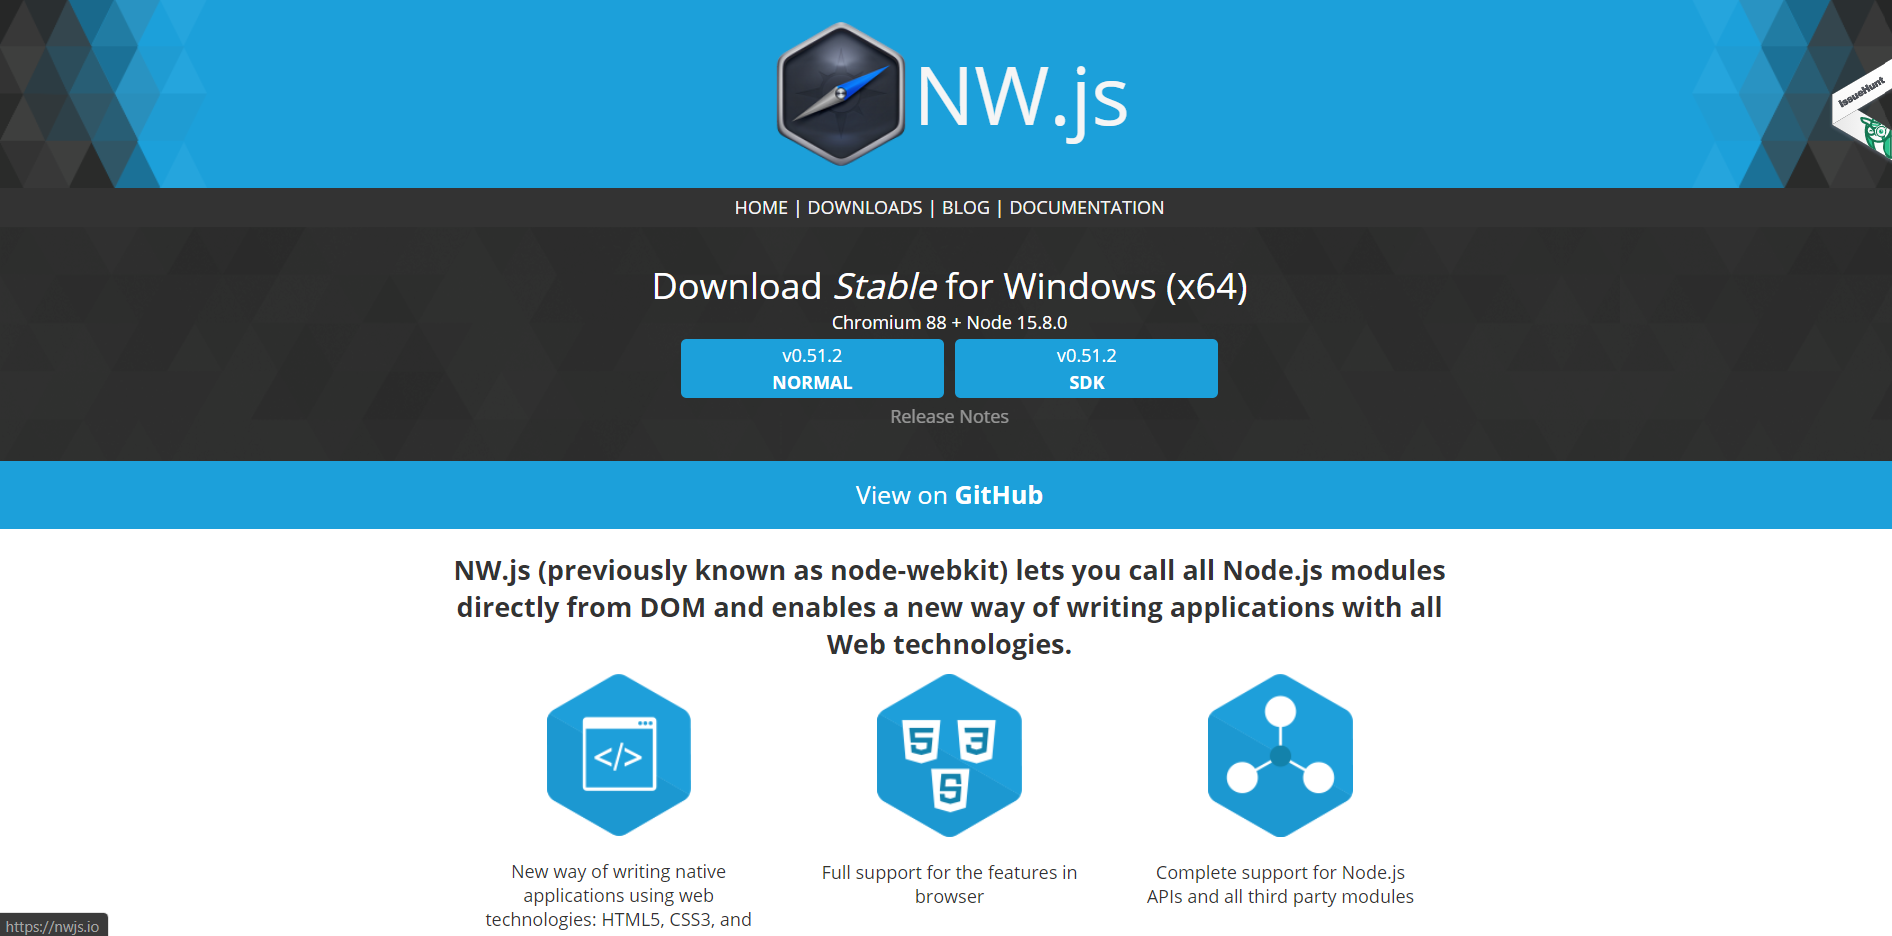 NW.js
IssueHunt
HOME | DOWNLOADS | BLOG | DOCUMENTATION
Download Stable for Windows (x64)
Chromium 88 + Node 15.8.0
v0.51.2
NORMAL
v0.51.2
SDK
Release Notes
View on GitHub
NW.js (previously known as node-webkit) lets you call all Node.js modules
directly from DOM and enables a new way of writing applications with all
Web technologies.
</>
5
3
S
New way of writing native
applications using web
technologies: HTML5, CSS3, and
Full support for the features in
browser
Complete support for Node.js
APIs and all third party modules
https://nwjs.io